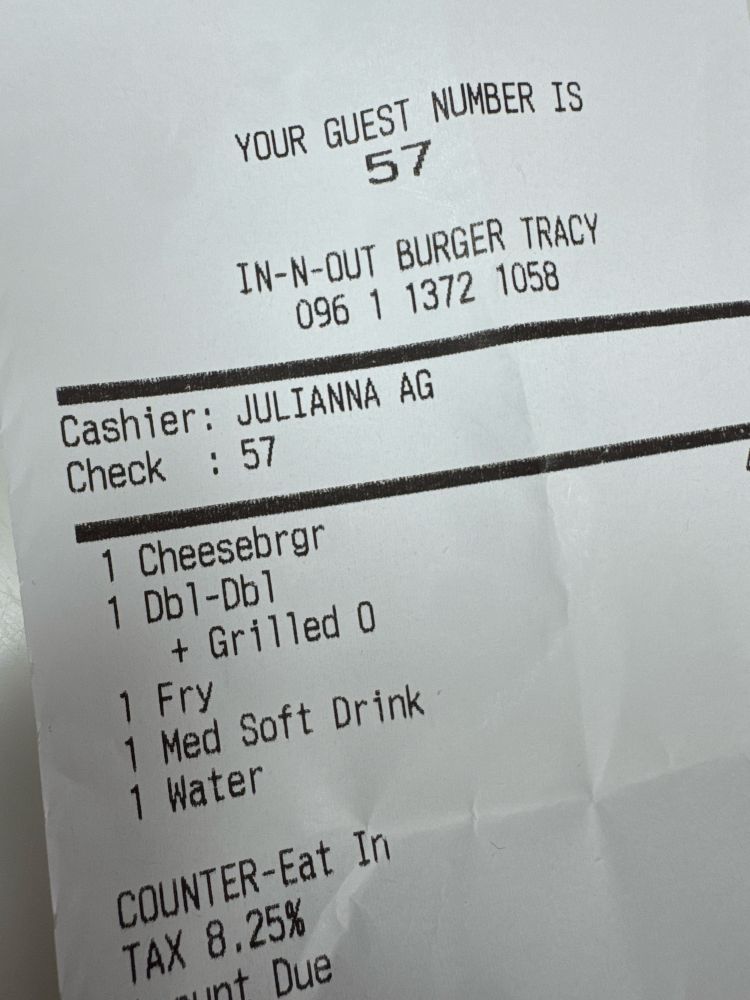 YOUR GUEST NUMBER IS
57
IN-N-OUT BURGER TRACY
096 1 1372 1058
Cashier: JULIANNA AG
Check : 57
1 Cheesebrgr
1 Dbl-Dbl
+ Grilled O
1 Fry
1 Med Soft Drink
1 Water
COUNTER-Eat In
TAX 8.25%
Due